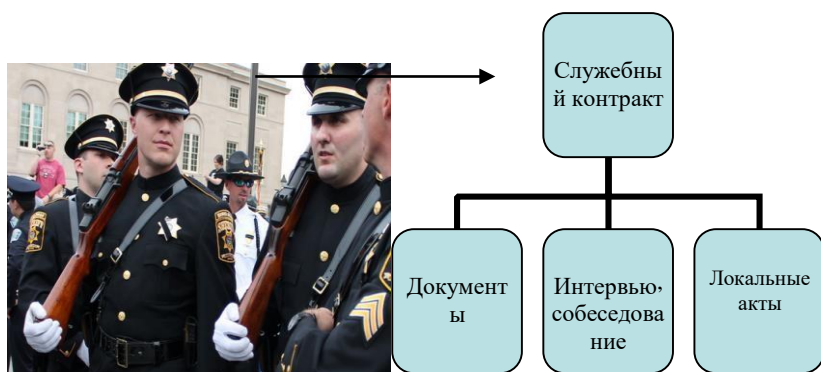 Служебны
й контракт
Документ
ы
Интервью,
собеседова
ние
Локальные
акты